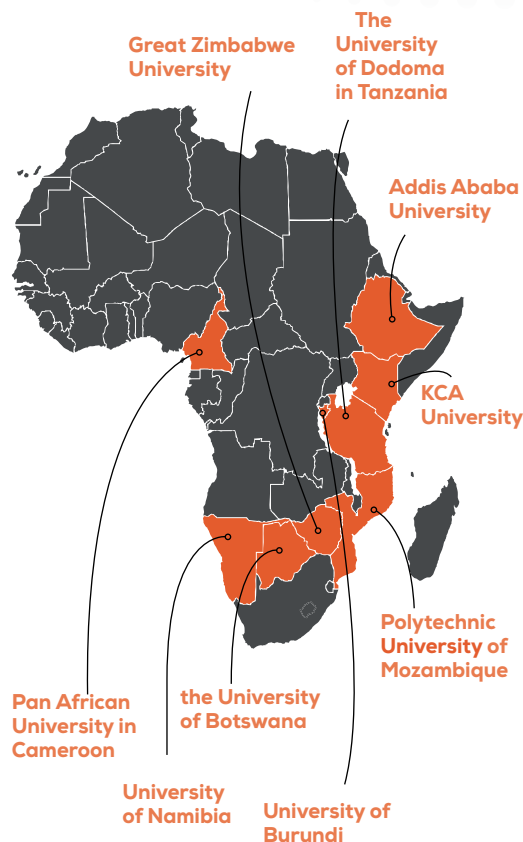 Great Zimbabwe
University
The
University
of Dodoma
in Tanzania
Addis Ababa
University
KCA
University
Polytechnic
University of
Mozambique
Pan African
University in
Cameroon
the University
of Botswana
University
of Namibia
University of
Burundi